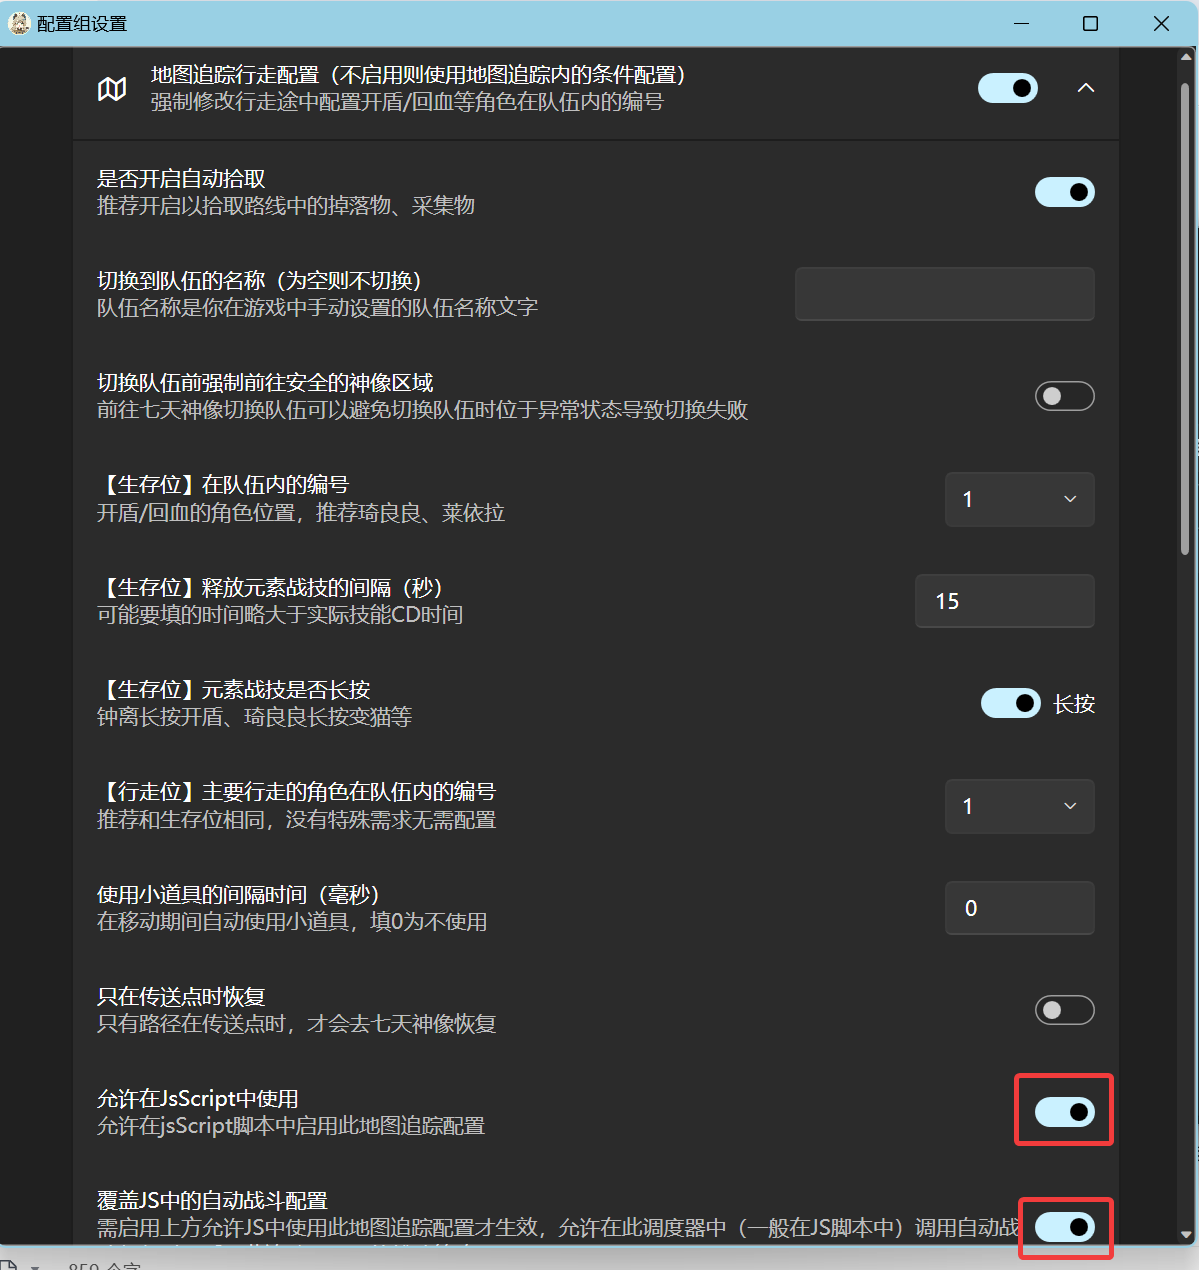 配置组设置
地图追踪行走配置（不启用则使用地图追踪内的条件配置）
强制修改行走途中配置开盾/回血等角色在队伍内的编号
是否开启自动拾取
推荐开启以拾取路线中的掉落物、采集物
切换到队伍的名称（为空则不切换）
队伍名称是你在游戏中手动设置的队伍名称文字
切换队伍前强制前往安全的神像区域
前往七天神像切换队伍可以避免切换队伍时位于异常状态导致切换失败
【生存位】在队伍内的编号
开盾/回血的角色位置，推荐琦良良、莱依拉
1
【生存位】释放元素战技的间隔（秒）
可能要填的时间略大于实际技能CD时间
15
【生存位】元素战技是否长按
钟离长按开盾、琦良良长按变猫等
长按
【行走位】主要行走的角色在队伍内的编号
推荐和生存位相同，没有特殊需求无需配置
1
使用小道具的间隔时间（毫秒）
在移动期间自动使用小道具，填0为不使用
0
只在传送点时恢复
只有路径在传送点时，才会去七天神像恢复
允许在JsScript中使用
允许在jsScript脚本中启用此地图追踪配置
覆盖JS中的自动战斗配置
需启用上方允许JS中使用此地图追踪配置才生效，允许在此调度器中（一般在JS脚本中）调用自动战